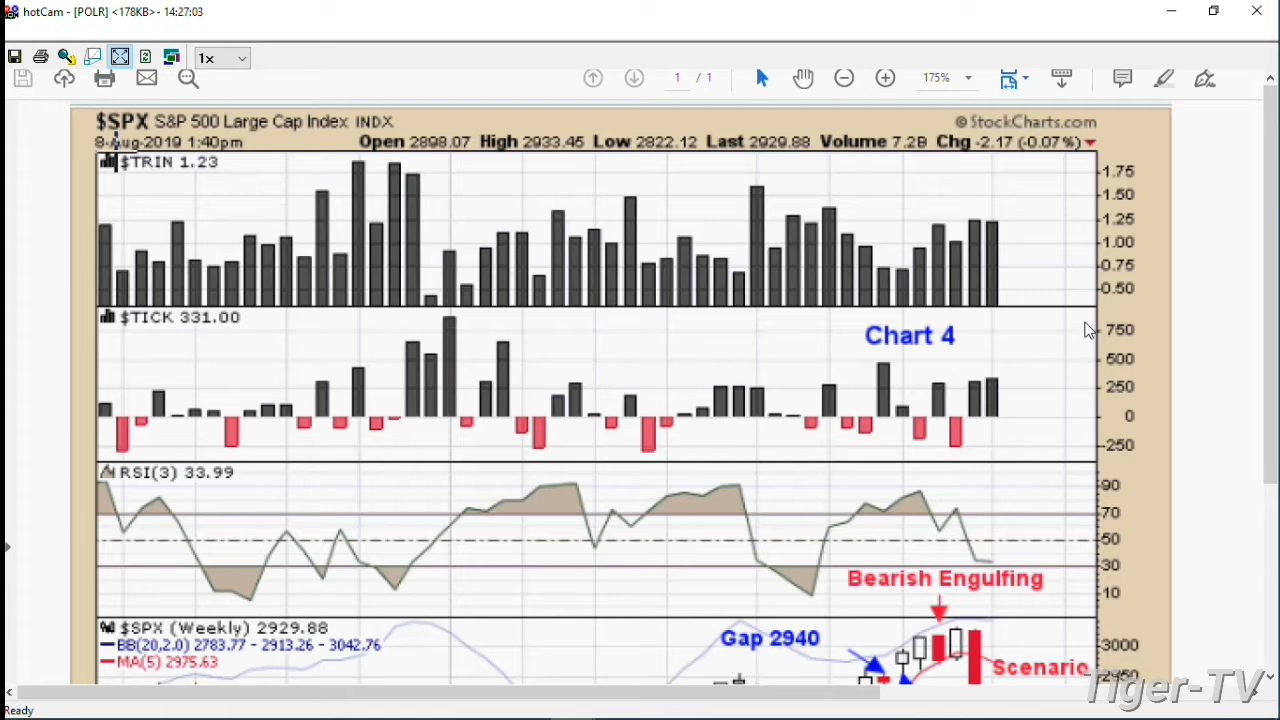 hotCam - [POLR] <178KB> - 14:27:03
1x
1 / 1
175%
$SPX S&P 500 Large Cap Index INDX
© StockCharts.com
8-Aug-2019 1:40pm
Open 2898.07 High 2933.45 Low 2822.12 Last 2929.88 Volume 7.2B Chg -2.17 (-0.07%)
$TRIN 1.23
1.75
1.50
1.25
1.00
0.75
0.50
$TICK 331.00
Chart 4
750
500
250
0
-250
RSI(3) 33.99
90
70
50
30
10
Bearish Engulfing
$SPX (Weekly) 2929.88
BB(20,2.0) 2783.77 - 2913.26 - 3042.76
MA(5) 2975.63
Gap 2940
3000
Scenario
2950
Tiger-TV
Ready